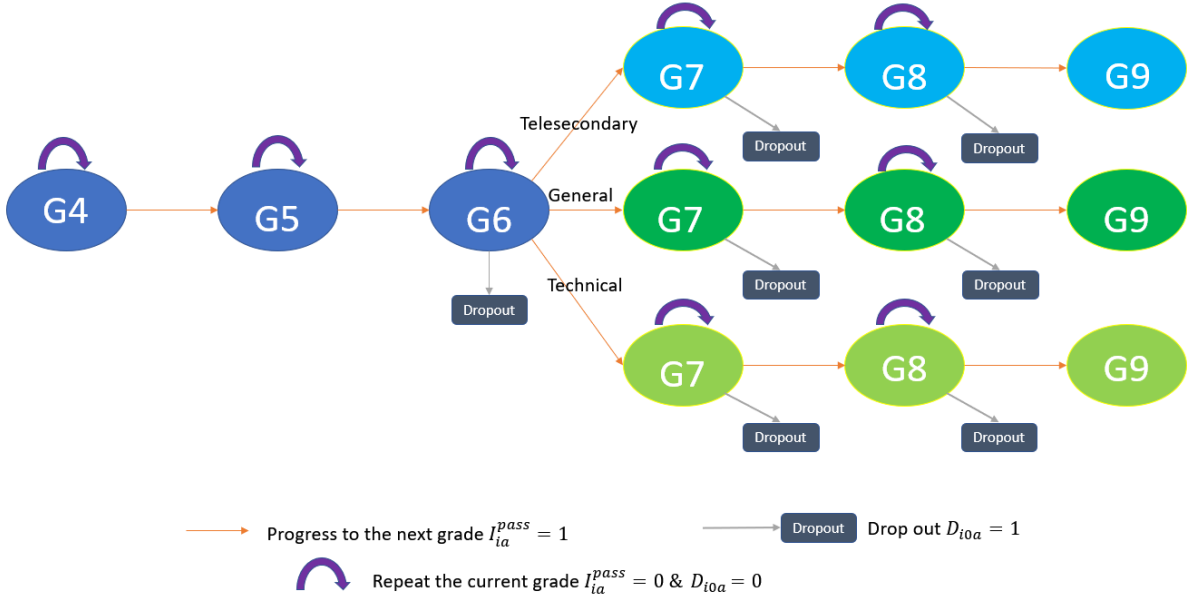 G7
G8
G9
Telesecondary
Dropout
Dropout
G4
G5
G6
General
G7
G8
G9
Dropout
Dropout
Technical
Dropout
G7
G8
G9
Dropout
Dropout
Progress to the next grade $I_{ia}^{pass} = 1$
Dropout
Drop out $D_{i0a} = 1$
Repeat the current grade $I_{ia}^{pass} = 0$ & $D_{i0a} = 0$